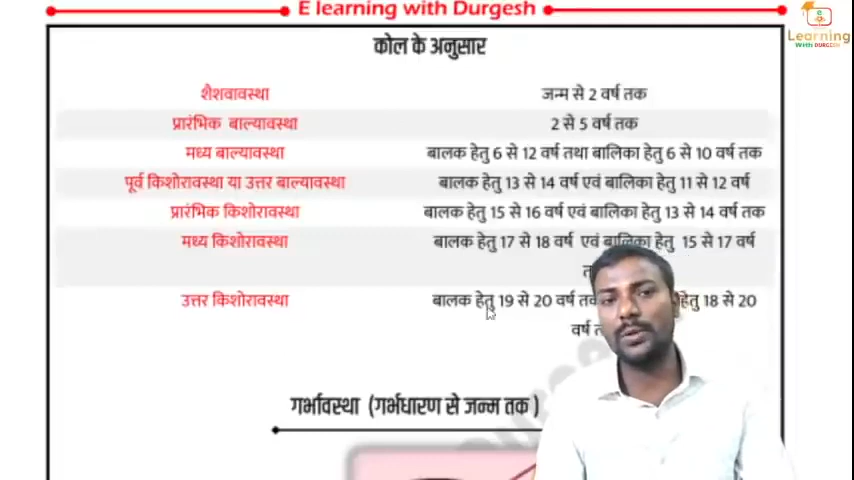 E learning with Durgesh
Learning
With DURGESH
कोल के अनुसार
शैशवावस्था जन्म से 2 वर्ष तक
प्रारंभिक बाल्यावस्था 2 से 5 वर्ष तक
मध्य बाल्यावस्था बालक हेतु 6 से 12 वर्ष तथा बालिका हेतु 6 से 10 वर्ष तक
पूर्व किशोरावस्था या उत्तर बाल्यावस्था बालक हेतु 13 से 14 वर्ष एवं बालिका हेतु 11 से 12 वर्ष
प्रारंभिक किशोरावस्था बालक हेतु 15 से 16 वर्ष एवं बालिका हेतु 13 से 14 वर्ष तक
मध्य किशोरावस्था बालक हेतु 17 से 18 वर्ष एवं बालिका हेतु 15 से 17 वर्ष
उत्तर किशोरावस्था बालक हेतु 19 से 20 वर्ष हेतु 18 से 20
वर्ष
गर्भावस्था (गर्भधारण से जन्म तक)